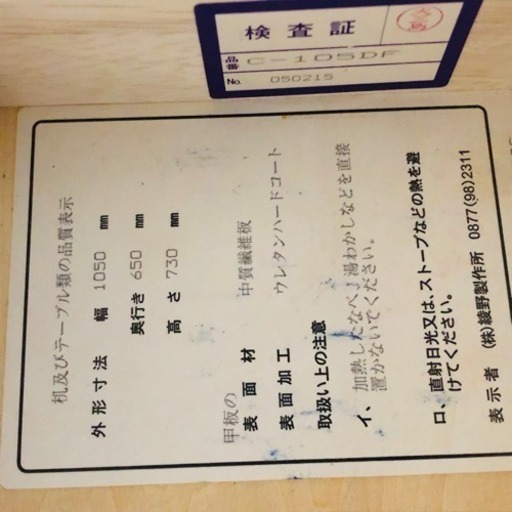 検査証
品番 C-105DF
No. 050215
机及びテーブル類の品質表示
外形寸法 幅 1050 mm
奥行き 650 mm
高さ 730 mm
甲板の
表面材 中質繊維板
表面加工 ウレタンハードコート
取扱い上の注意
イ、加熱したなべ、湯わかしなどを直接
置かないでください。
ロ、直射日光又は、ストーブなどの熱を避
けてください。
表示者 (株)綾野製作所 0877(98)2311